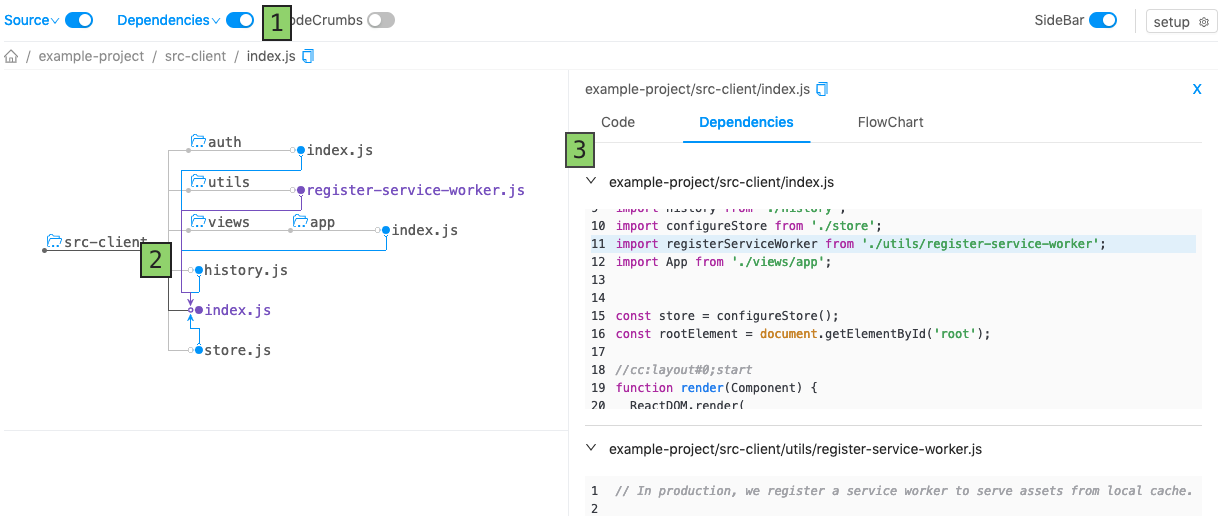 Source Dependencies 1 odeCrumbs SideBar setup
/ example-project / src-client / index.js
example-project/src-client/index.js X
Code Dependencies FlowChart
3
auth
index.js
utils
register-service-worker.js
views app
index.js
src-client
2
history.js
index.js
store.js
example-project/src-client/index.js
9 import history from './history';
10 import configureStore from './store';
11 import registerServiceWorker from './utils/register-service-worker';
12 import App from './views/app';
13
14
15 const store = configureStore();
16 const rootElement = document.getElementById('root');
17
18 //cc:layout#0;start
19 function render(Component) {
20 ReactDOM.render(
example-project/src-client/utils/register-service-worker.js
1 // In production, we register a service worker to serve assets from local cache.
2